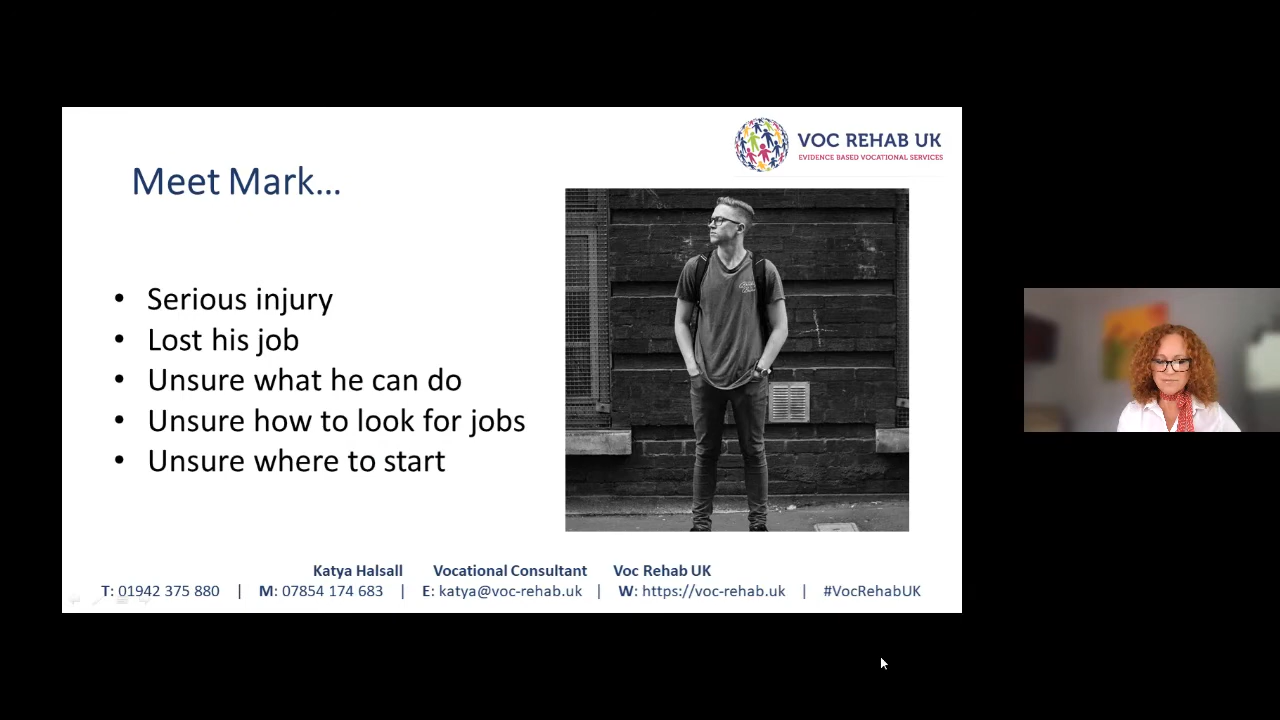 VOC REHAB UK
EVIDENCE BASED VOCATIONAL SERVICES
Meet Mark...
• Serious injury
• Lost his job
• Unsure what he can do
• Unsure how to look for jobs
• Unsure where to start
Katya Halsall Vocational Consultant Voc Rehab UK
T: 01942 375 880 | M: 07854 174 683 | E: katya@voc-rehab.uk | W: https://voc-rehab.uk | #VocRehabUK